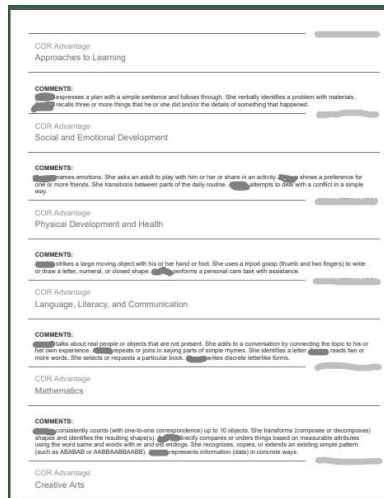 COR Advantage
Approaches to Learning
COMMENTS:
expresses a plan with a simple sentence and follows through. She verbally identifies a problem with materials.
recalls three or more things that he or she did and/or the details of something that happened.
COR Advantage
Social and Emotional Development
COMMENTS:
names emotions. She asks an adult to play with him or her or share in an activity. shows a preference for
one or more friends. She transitions between parts of the daily routine. attempts to deal with a conflict in a simple
way.
COR Advantage
Physical Development and Health
COMMENTS:
strikes a large moving object with his or her hand or foot. She uses a tripod grasp (thumb and two fingers) to write
or draw a letter, numeral, or closed shape. performs a personal care task with assistance.
COR Advantage
Language, Literacy, and Communication
COMMENTS:
talks about real people or objects that are not present. She adds to a conversation by connecting the topic to his or
her own experience. repeats or joins in saying parts of simple rhymes. She identifies a letter. reads two or
more words. She selects or requests a particular book. writes discrete letterlike forms.
COR Advantage
Mathematics
COMMENTS:
consistently counts (with one-to-one correspondence) up to 10 objects. She transforms (composes or decomposes)
shapes and identifies the resulting shape(s). directly compares or orders things based on measurable attributes
using the same word and words with er and est endings. She recognizes, copies, or extends an existing simple pattern
(such as ABABAB or AABBAABBAABB). represents information (data) in concrete ways.
COR Advantage
Creative Arts